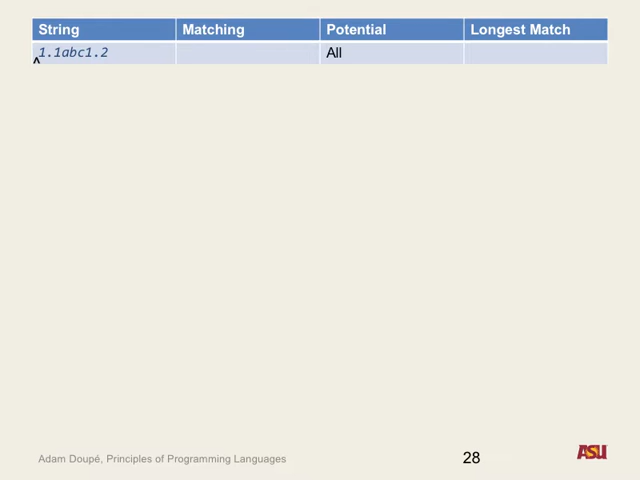 String Matching Potential Longest Match
1.1abc1.2 All
^
Adam Doupé, Principles of Programming Languages 28 ASU